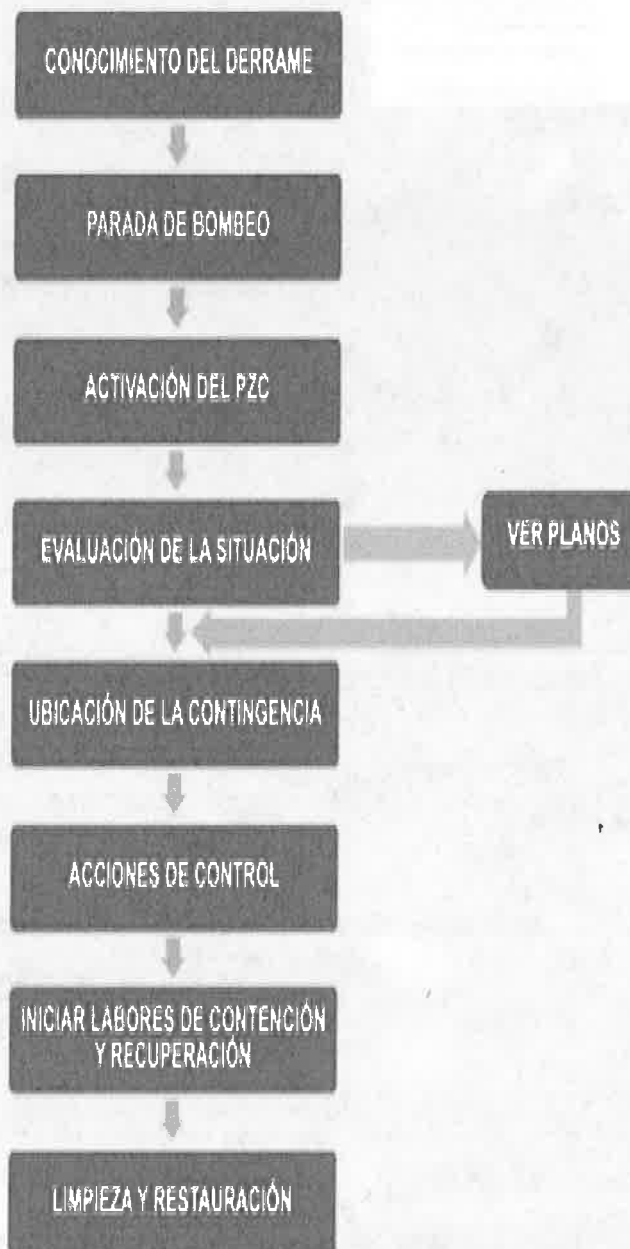 CONOCIMIENTO DEL DERRAME
PARADA DE BOMBEO
ACTIVACIÓN DEL PZC
EVALUACIÓN DE LA SITUACIÓN
VER PLANOS
UBICACIÓN DE LA CONTINGENCIA
ACCIONES DE CONTROL
INICIAR LABORES DE CONTENCIÓN
Y RECUPERACIÓN
LIMPIEZA Y RESTAURACIÓN